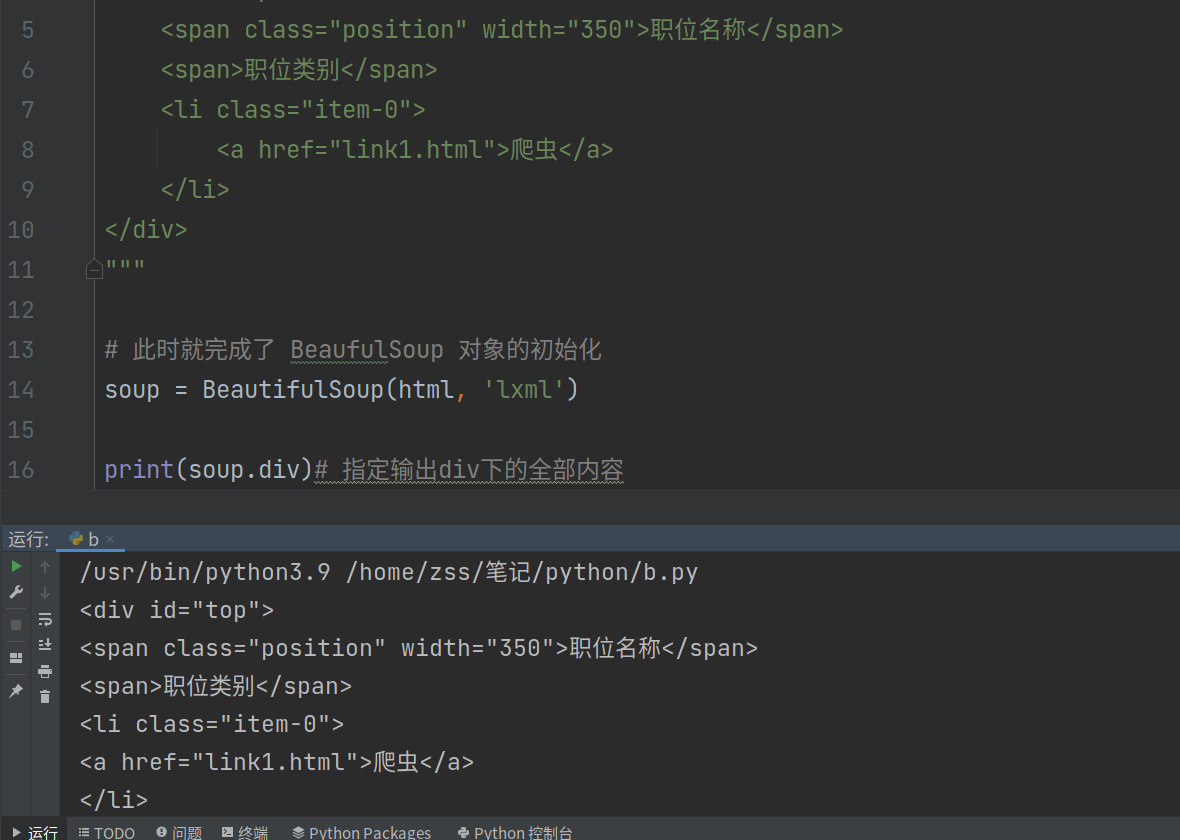 5 <span class="position" width="350">职位名称</span>
6 <span>职位类别</span>
7 <li class="item-0">
8 <a href="link1.html">爬虫</a>
9 </li>
10 </div>
11 """
12
13 # 此时就完成了 BeaufulSoup 对象的初始化
14 soup = BeautifulSoup(html, 'lxml')
15
16 print(soup.div)# 指定输出div下的全部内容
运行: b ×
/usr/bin/python3.9 /home/zss/笔记/python/b.py
<div id="top">
<span class="position" width="350">职位名称</span>
<span>职位类别</span>
<li class="item-0">
<a href="link1.html">爬虫</a>
</li>
运行 TODO 问题 终端 Python Packages Python 控制台